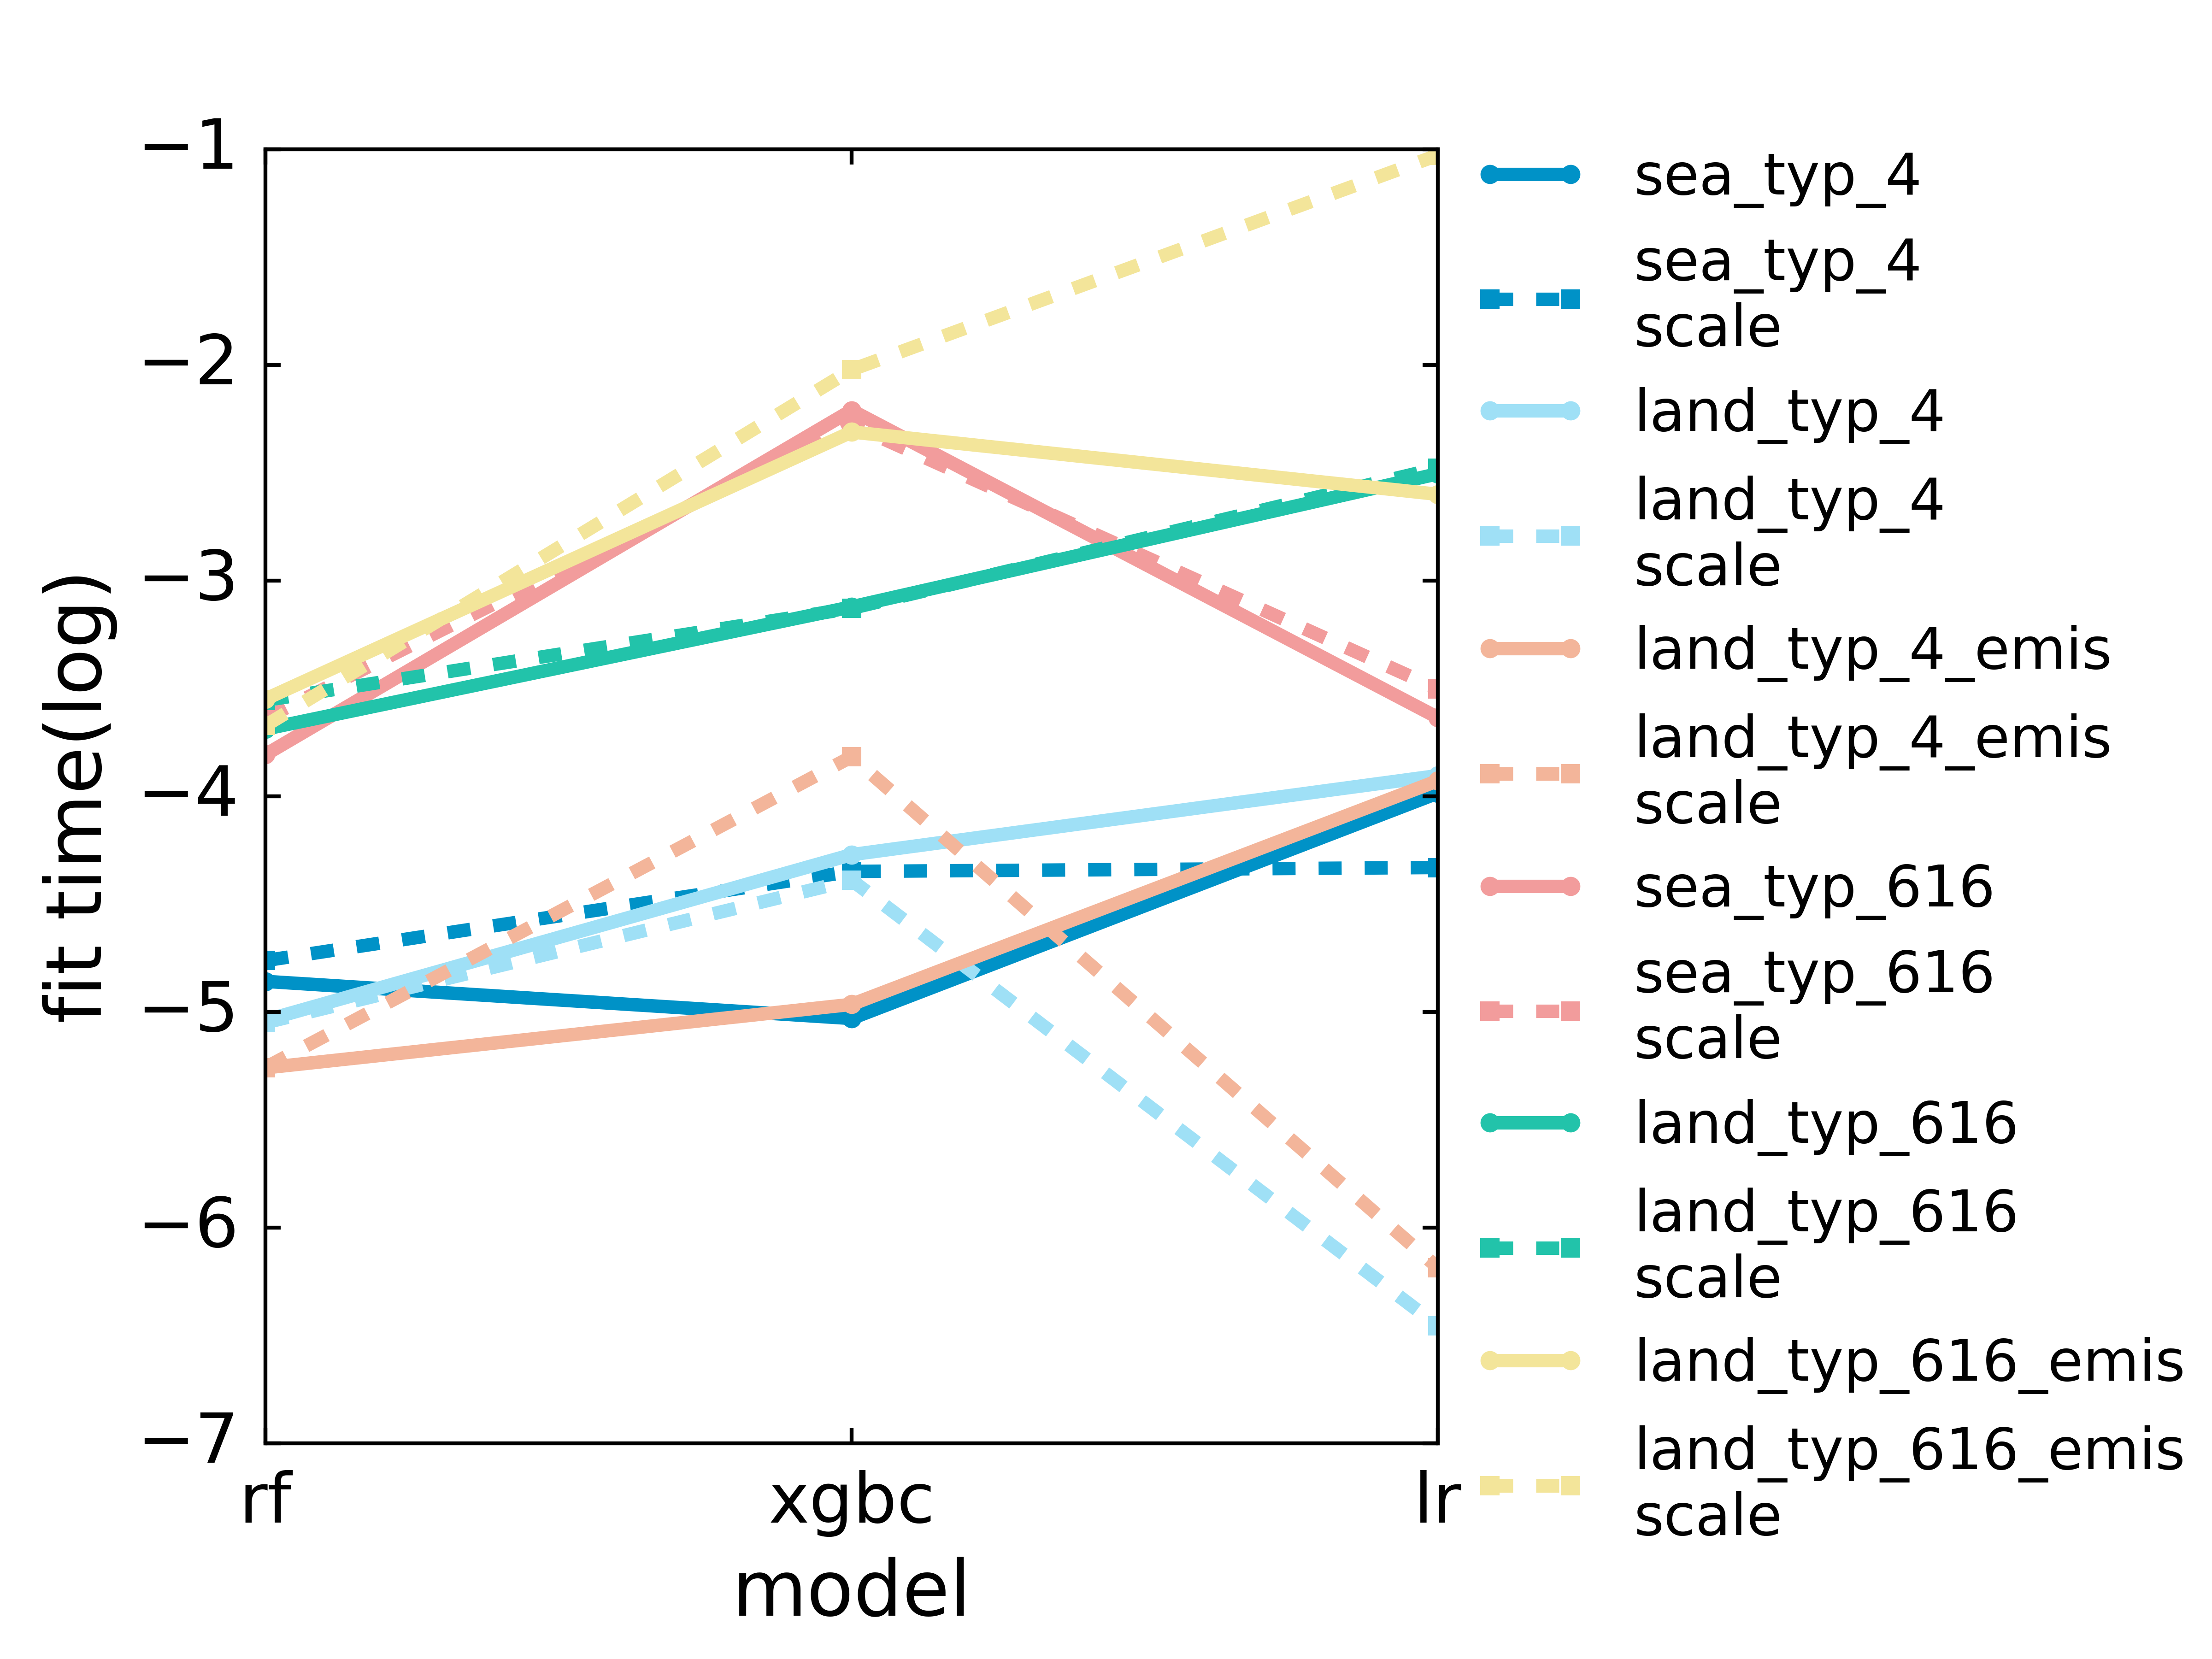 −1
−2
−3
−4
−5
−6
−7
fit time(log)
rf
xgbc
lr
model
sea_typ_4
sea_typ_4
scale
land_typ_4
land_typ_4
scale
land_typ_4_emis
land_typ_4_emis
scale
sea_typ_616
sea_typ_616
scale
land_typ_616
land_typ_616
scale
land_typ_616_emis
land_typ_616_emis
scale